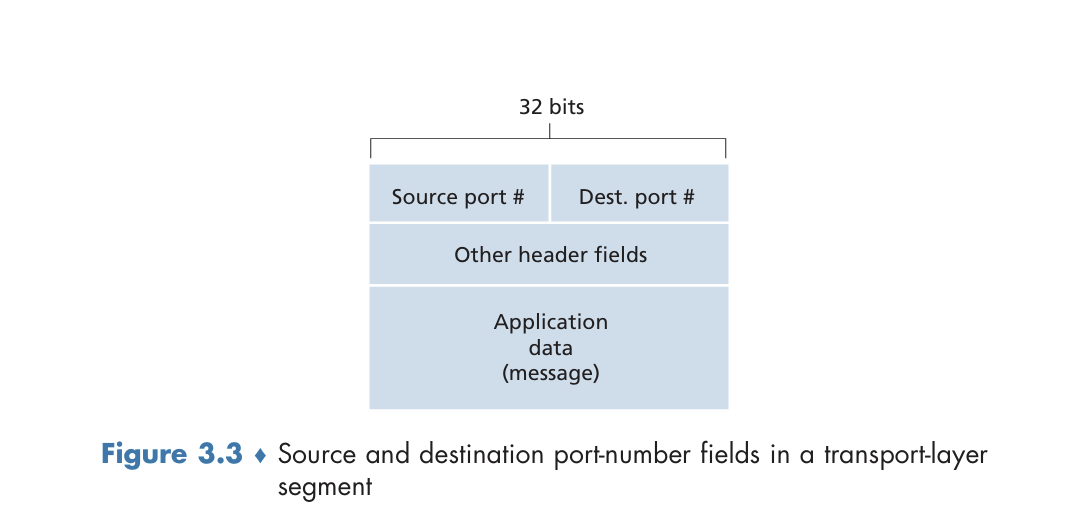 32 bits
Source port # Dest. port #
Other header fields
Application
data
(message)
Figure 3.3 ♦ Source and destination port-number fields in a transport-layer
segment